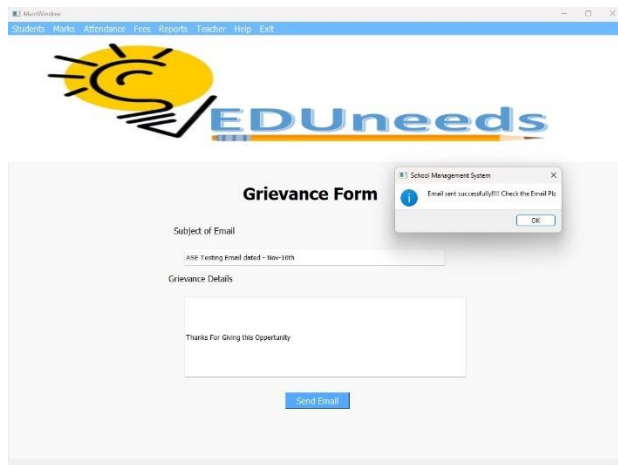 MainWindow
Students Marks Attendance Fees Reports Teacher Help Exit
EDUneeds
School Management System
Email sent successfully!!!! Check the Email Plz
OK
Grievance Form
Subject of Email
ASE Testing Email dated - Nov-10th
Grievance Details
Thanks For Giving this Oppertunity
Send Email